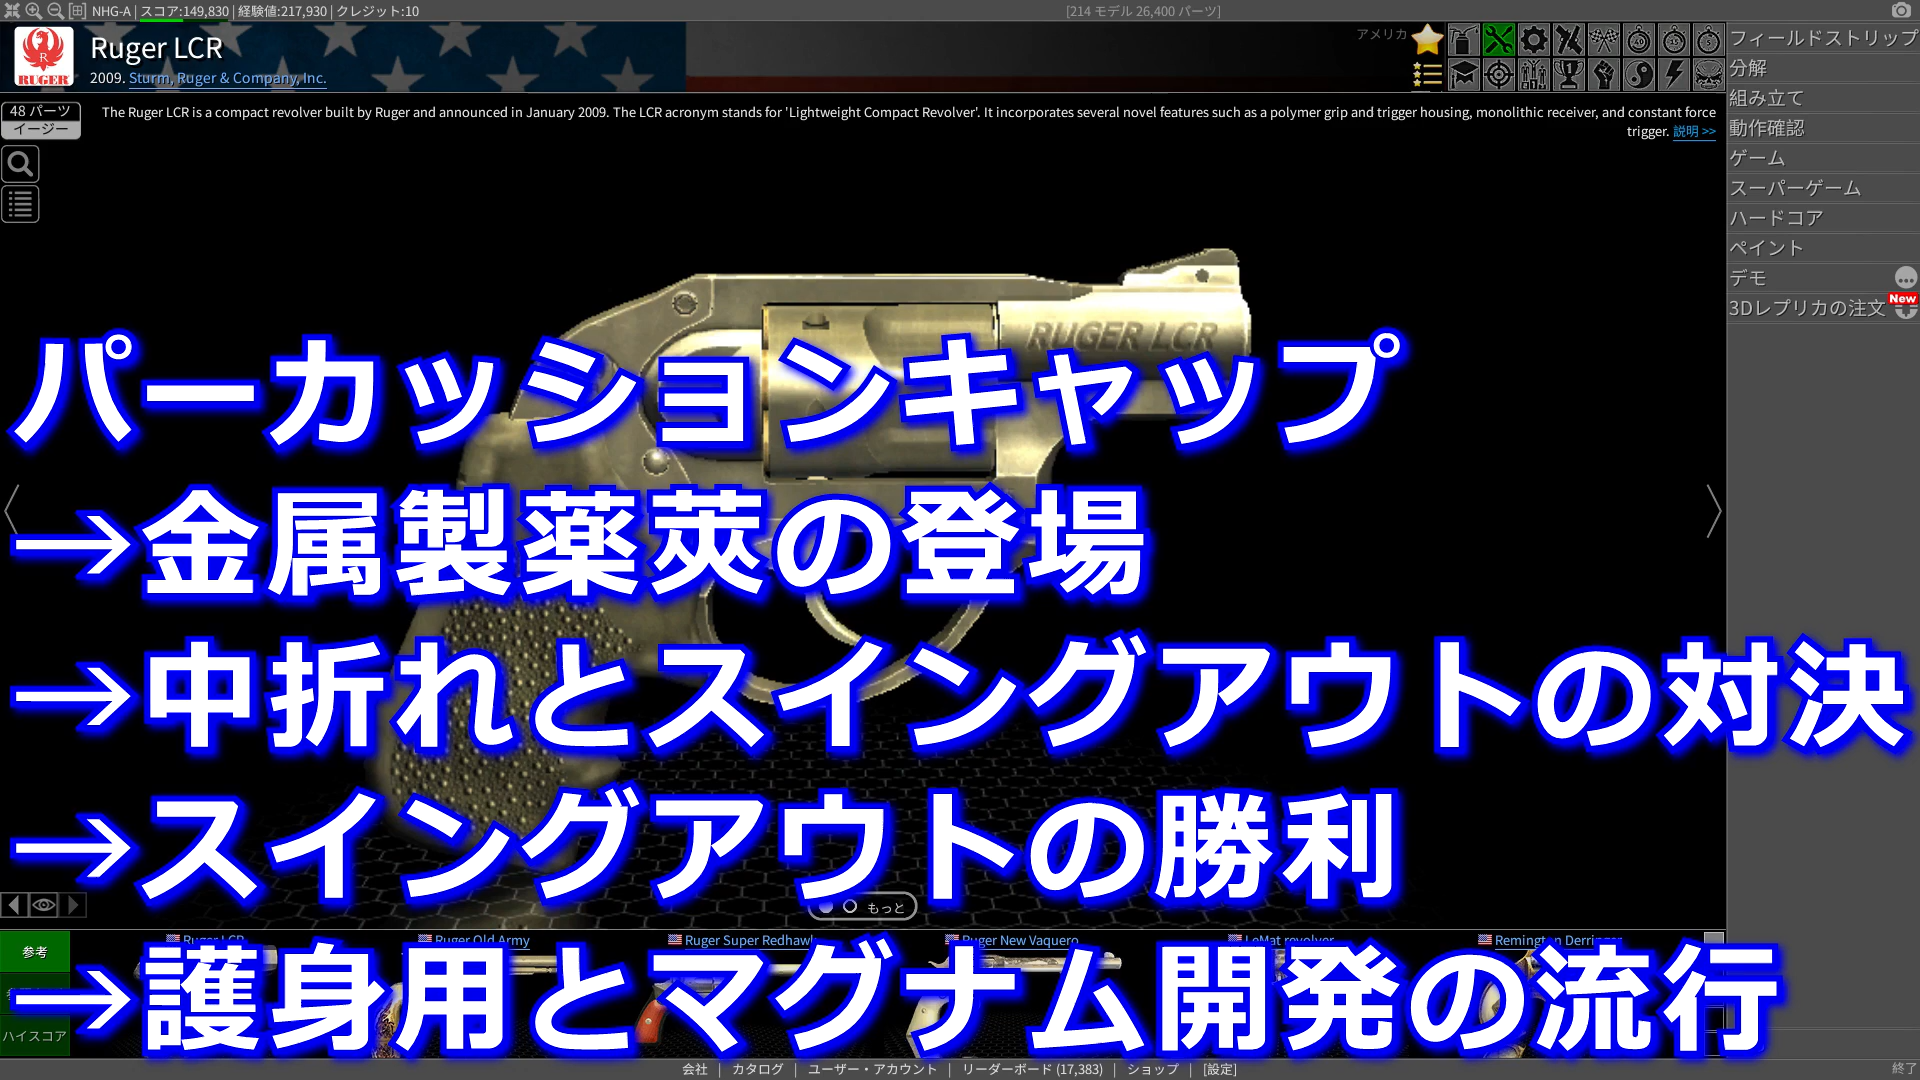 NHG-A | スコア:149,830 | 経験値:217,930 | クレジット:10
[214 モデル 26,400 パーツ]
RUGER
Ruger LCR
2009. Sturm, Ruger & Company, Inc.
アメリカ
フィールドストリップ
分解
組み立て
動作確認
ゲーム
スーパーゲーム
ハードコア
ペイント
デモ
3Dレプリカの注文
New
48 パーツ
イージー
The Ruger LCR is a compact revolver built by Ruger and announced in January 2009. The LCR acronym stands for 'Lightweight Compact Revolver'. It incorporates several novel features such as a polymer grip and trigger housing, monolithic receiver, and constant force
trigger. 説明 >>
RUGER LCR
パーカッションキャップ
→金属製薬莢の登場
→中折れとスイングアウトの対決
→スイングアウトの勝利
→護身用とマグナム開発の流行
もっと
参考
ハイスコア
Ruger LCR
Ruger Old Army
Ruger Super Redhawk
Ruger New Vaquero
LeMat revolver
Remington Derringer
会社 | カタログ | ユーザー・アカウント | リーダーボード (17,383) | ショップ | [設定]
終了